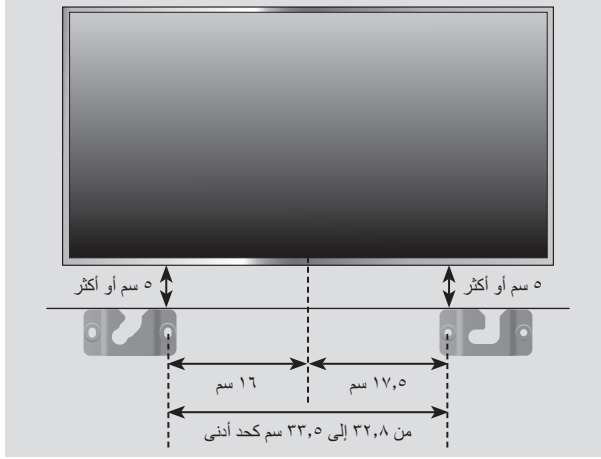 ٥ سم أو أكثر
٥ سم أو أكثر
١٧,٥ سم
١٦ سم
من ٣٢,٨ إلى ٣٣,٥ سم كحد أدنى